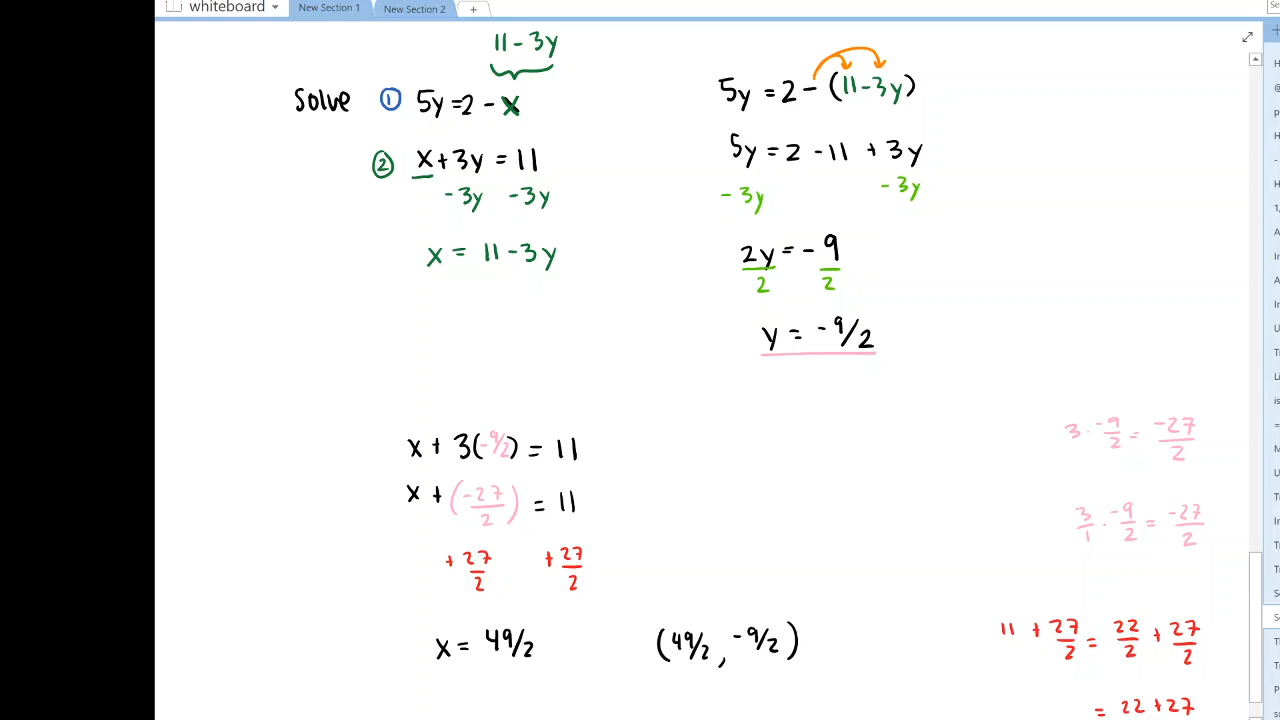 whiteboard
New Section 1
New Section 2
+
11 - 3y
Solve ① 5y = 2 - x
② x + 3y = 11
- 3y - 3y
x = 11 - 3y
5y = 2 - (11 - 3y)
5y = 2 - 11 + 3y
- 3y - 3y
2y = - 9
2 2
y = - 9/2
x + 3(-9/2) = 11
x + (-27/2) = 11
+ 27/2 + 27/2
x = 49/2
(49/2, -9/2)
3 · -9/2 = -27/2
3/1 · -9/2 = -27/2
11 + 27/2 = 22/2 + 27/2
= 22 + 27